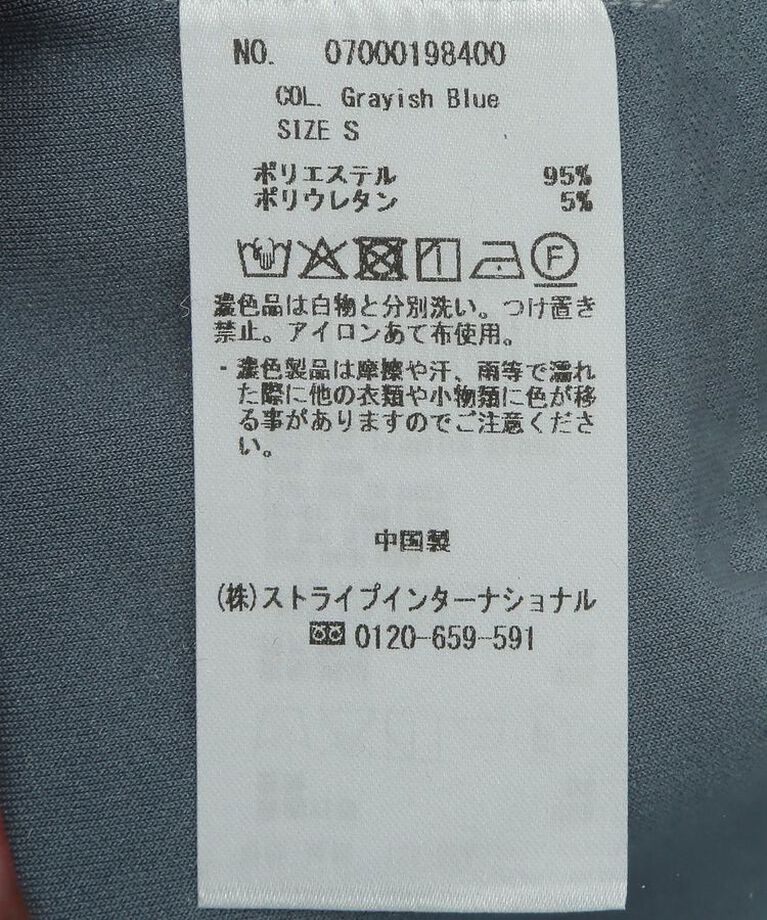 NO. 07000198400
COL. Grayish Blue
SIZE S
ポリエステル 95%
ポリウレタン 5%
F
濃色品は白物と分別洗い。つけ置き
禁止。アイロンあて布使用。
・濃色製品は摩擦や汗、雨等で濡れ
た際に他の衣類や小物類に色が移
る事がありますのでご注意くださ
い。
中国製
(株)ストライプインターナショナル
0120-659-591